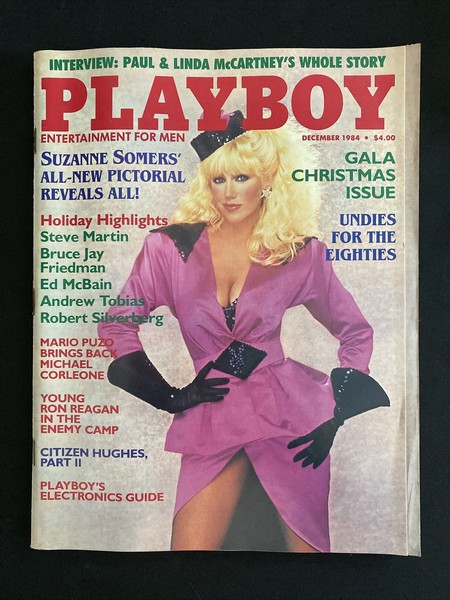 INTERVIEW: PAUL & LINDA McCARTNEY'S WHOLE STORY
PLAYBOY
ENTERTAINMENT FOR MEN
DECEMBER 1984 • $4.00
SUZANNE SOMERS'
ALL-NEW PICTORIAL
REVEALS ALL!
GALA
CHRISTMAS
ISSUE
UNDIES
FOR THE
EIGHTIES
Holiday Highlights
Steve Martin
Bruce Jay
Friedman
Ed McBain
Andrew Tobias
Robert Silverberg
MARIO PUZO
BRINGS BACK
MICHAEL
CORLEONE
YOUNG
RON REAGAN
IN THE
ENEMY CAMP
CITIZEN HUGHES,
PART II
PLAYBOY'S
ELECTRONICS GUIDE